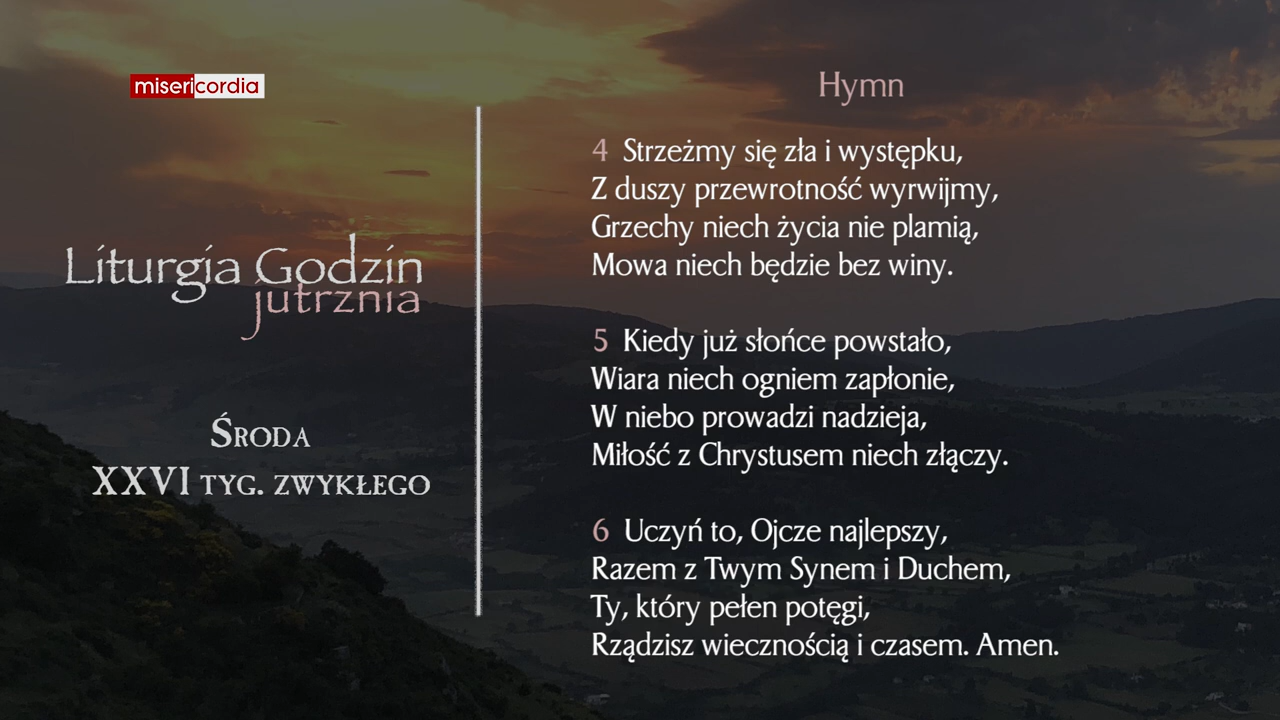 misericordia
Liturgia Godzin
jutrznia
Środa
XXVI tyg. zwykłego
Hymn
4 Strzeżmy się zła i występku,
Z duszy przewrotność wyrwijmy,
Grzechy niech życia nie plamią,
Mowa niech będzie bez winy.
5 Kiedy już słońce powstało,
Wiara niech ogniem zapłonie,
W niebo prowadzi nadzieja,
Miłość z Chrystusem niech złączy.
6 Uczyń to, Ojcze najlepszy,
Razem z Twym Synem i Duchem,
Ty, który pełen potęgi,
Rządzisz wiecznością i czasem. Amen.